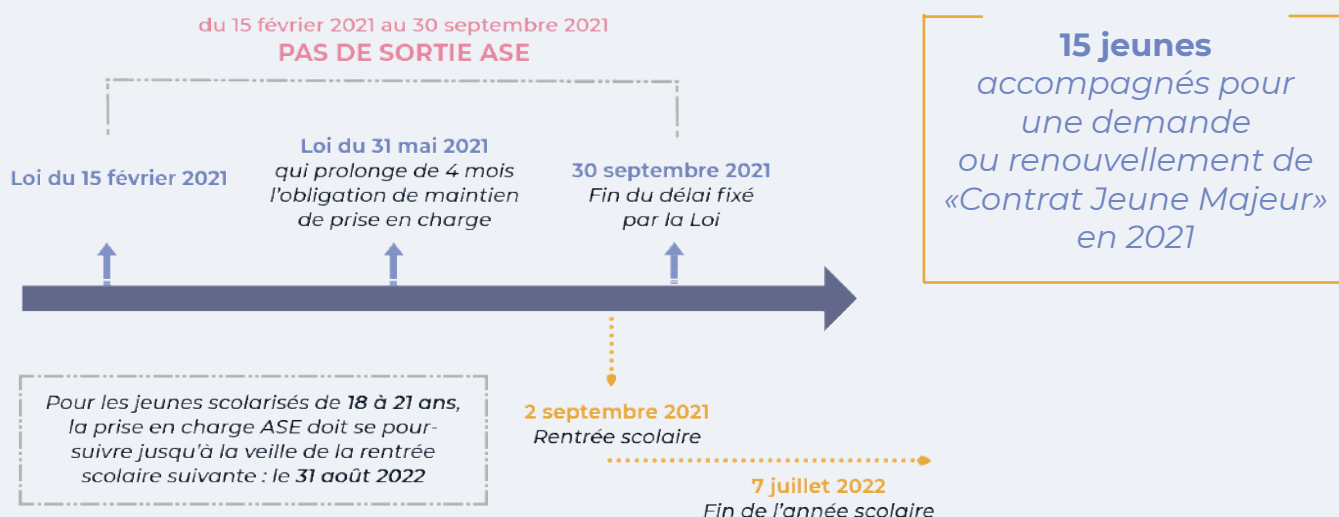 du 15 février 2021 au 30 septembre 2021
PAS DE SORTIE ASE
Loi du 15 février 2021
Loi du 31 mai 2021
qui prolonge de 4 mois
l'obligation de maintien
de prise en charge
30 septembre 2021
Fin du délai fixé
par la Loi
15 jeunes
accompagnés pour
une demande
ou renouvellement de
«Contrat Jeune Majeur»
en 2021
Pour les jeunes scolarisés de 18 à 21 ans,
la prise en charge ASE doit se pour-
suivre jusqu'à la veille de la rentrée
scolaire suivante : le 31 août 2022
2 septembre 2021
Rentrée scolaire
7 juillet 2022
Fin de l'année scolaire